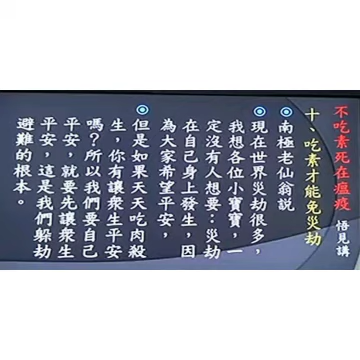 不吃素死在瘟疫 悟見講
十、吃素才能免災劫
南極老仙翁說
現在世界災劫很多，
我想各位小寶寶，一
定沒有人想要：災劫
在自己身上發生，因
為大家希望平安，
但是如果天天吃肉殺
生，你有讓衆生平安
嗎？所以我們要自己
平安，就要先讓衆生
平安，這是我們躲劫
避難的根本。